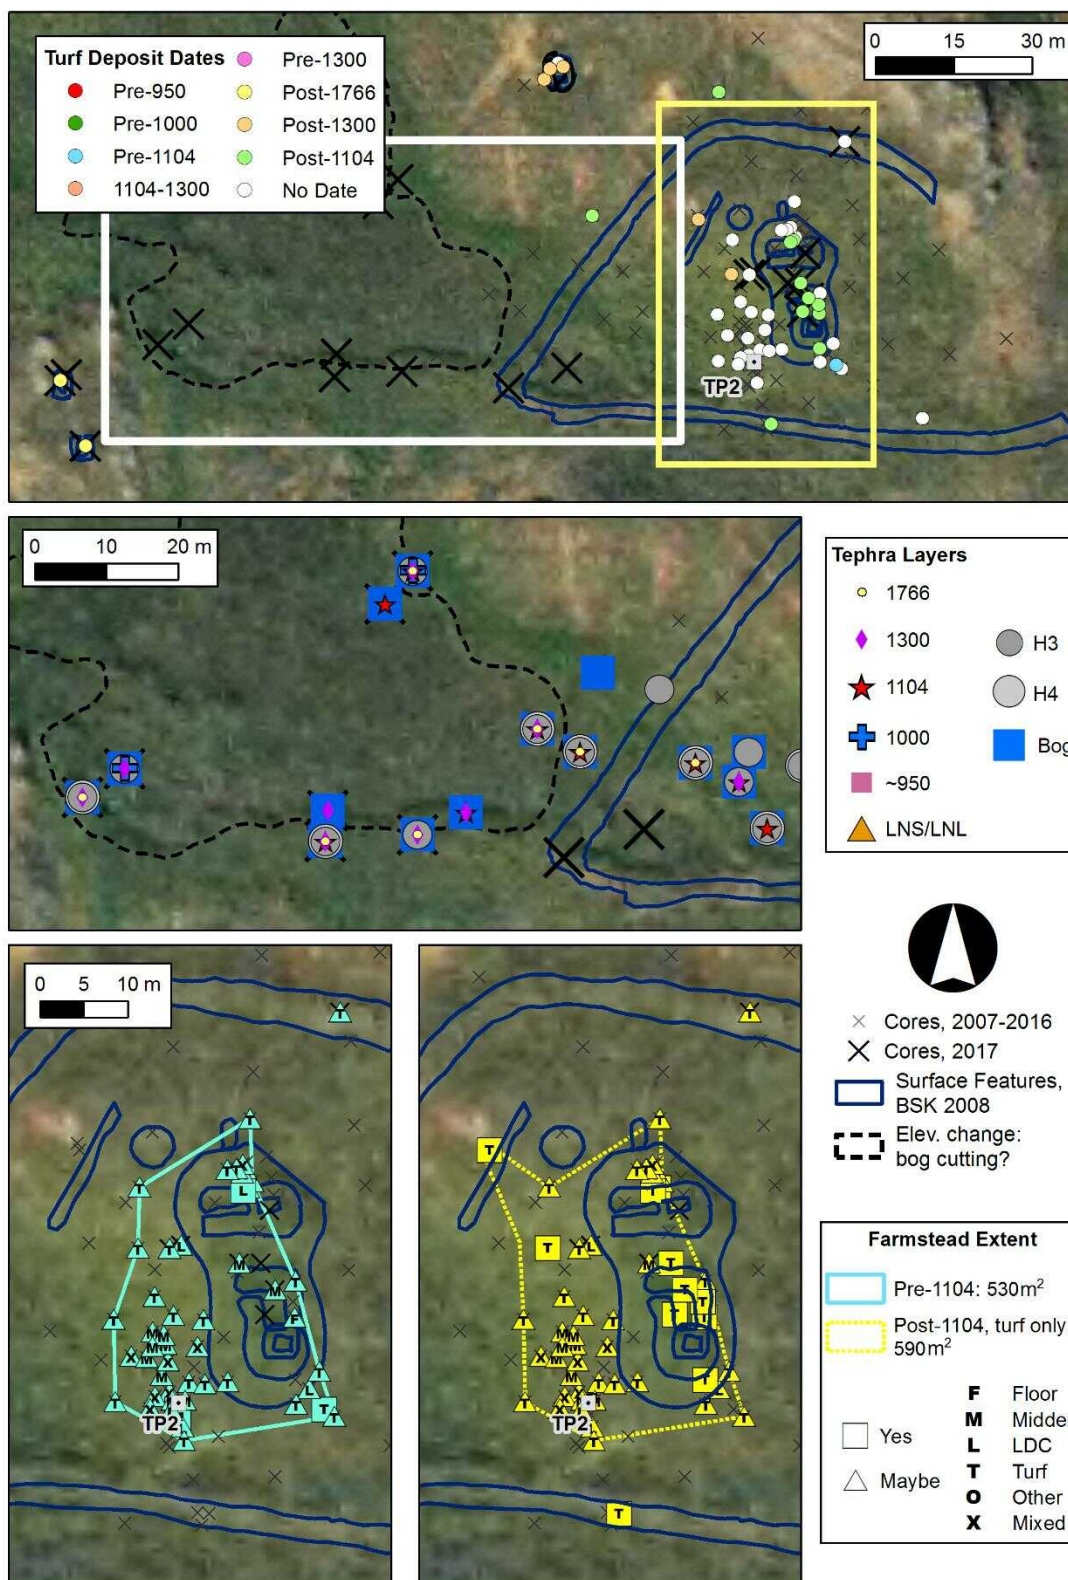 Turf Deposit Dates
Pre-950
Pre-1000
Pre-1104
1104-1300
Pre-1300
Post-1766
Post-1300
Post-1104
No Date
0 15 30 m
TP2
0 10 20 m
Tephra Layers
1766
1300
1104
1000
~950
LNS/LNL
H3
H4
Bog
Cores, 2007-2016
Cores, 2017
Surface Features,
BSK 2008
Elev. change:
bog cutting?
0 5 10 m
TP2
TP2
Farmstead Extent
Pre-1104: 530m²
Post-1104, turf only
590m²
Yes
Maybe
F Floor
M Midden
L LDC
T Turf
O Other
X Mixed